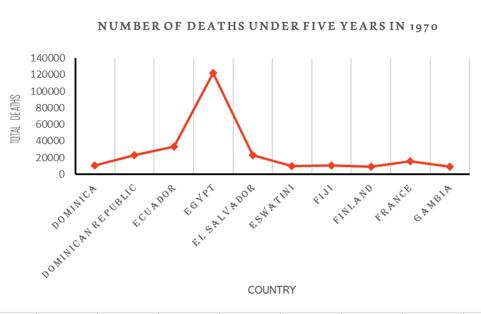 NUMBER OF DEATHS UNDER FIVE YEARS IN 1970
140000
120000
100000
80000
60000
40000
20000
0
TOTAL DEATHS
DOMINICA
DOMINICAN REPUBLIC
ECUADOR
EGYPT
EL SALVADOR
ESWATINI
FIJI
FINLAND
FRANCE
GAMBIA
COUNTRY